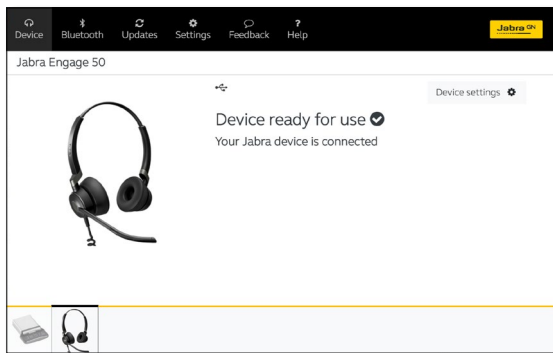 Device Bluetooth Updates Settings Feedback Help
Jabra GN
Jabra Engage 50
Device settings
Device ready for use
Your Jabra device is connected